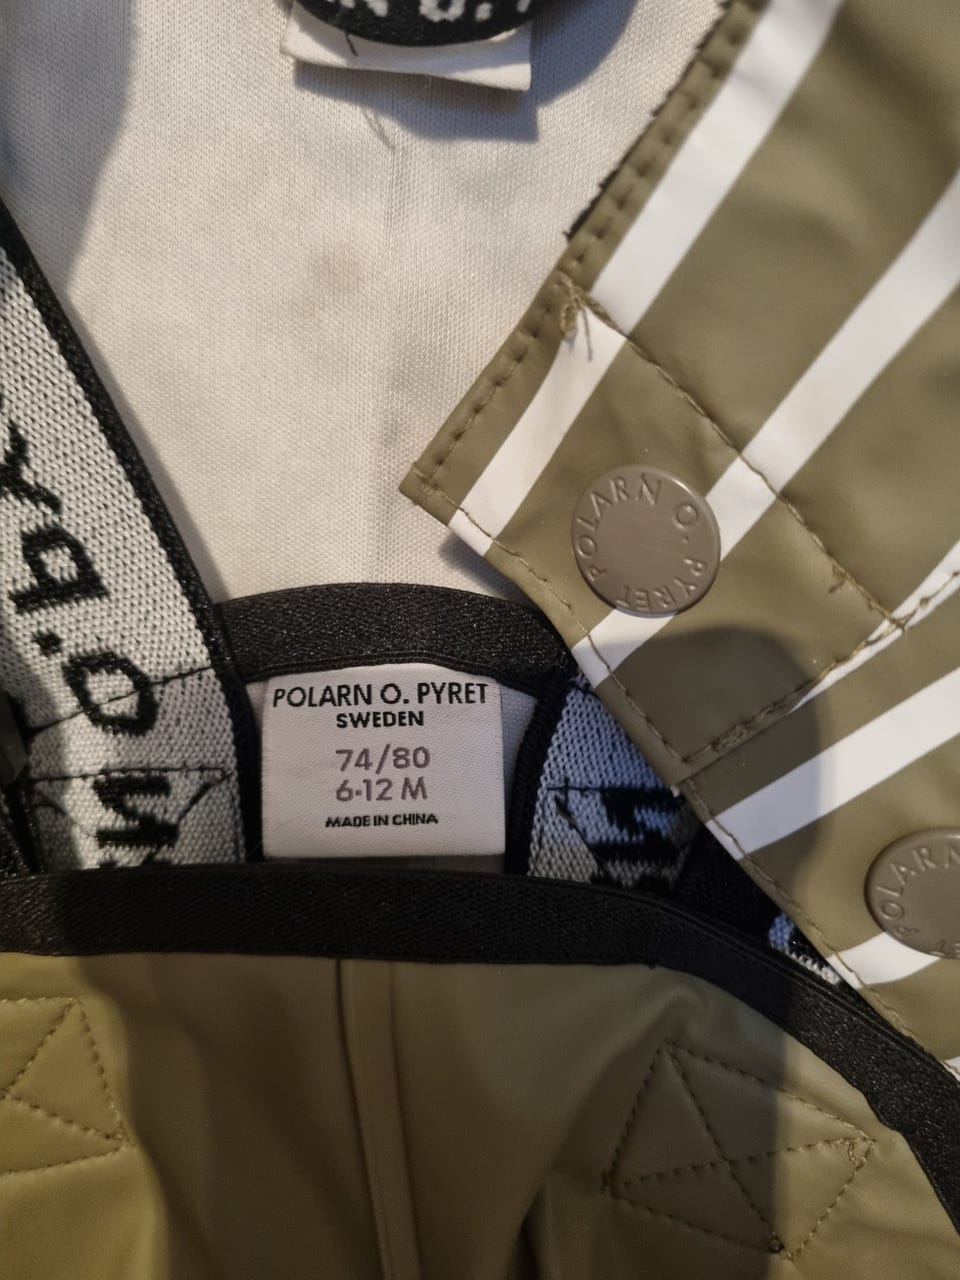 POLARN O. PYRET
SWEDEN
74/80
6-12 M
MADE IN CHINA
POLARN O. PYRET
POLARN